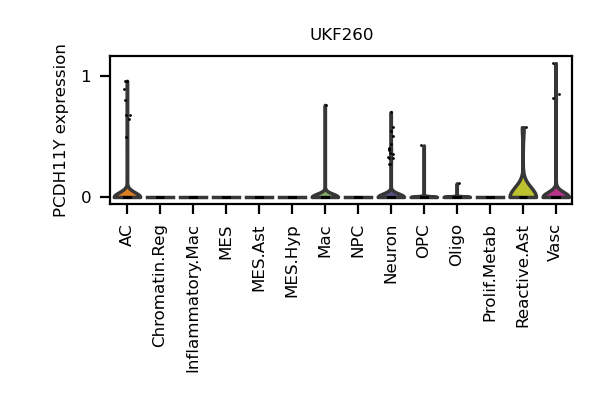 UKF260
PCDH11Y expression
1
0
AC
Chromatin.Reg
Inflammatory.Mac
MES
MES.Ast
MES.Hyp
Mac
NPC
Neuron
OPC
Oligo
Prolif.Metab
Reactive.Ast
Vasc